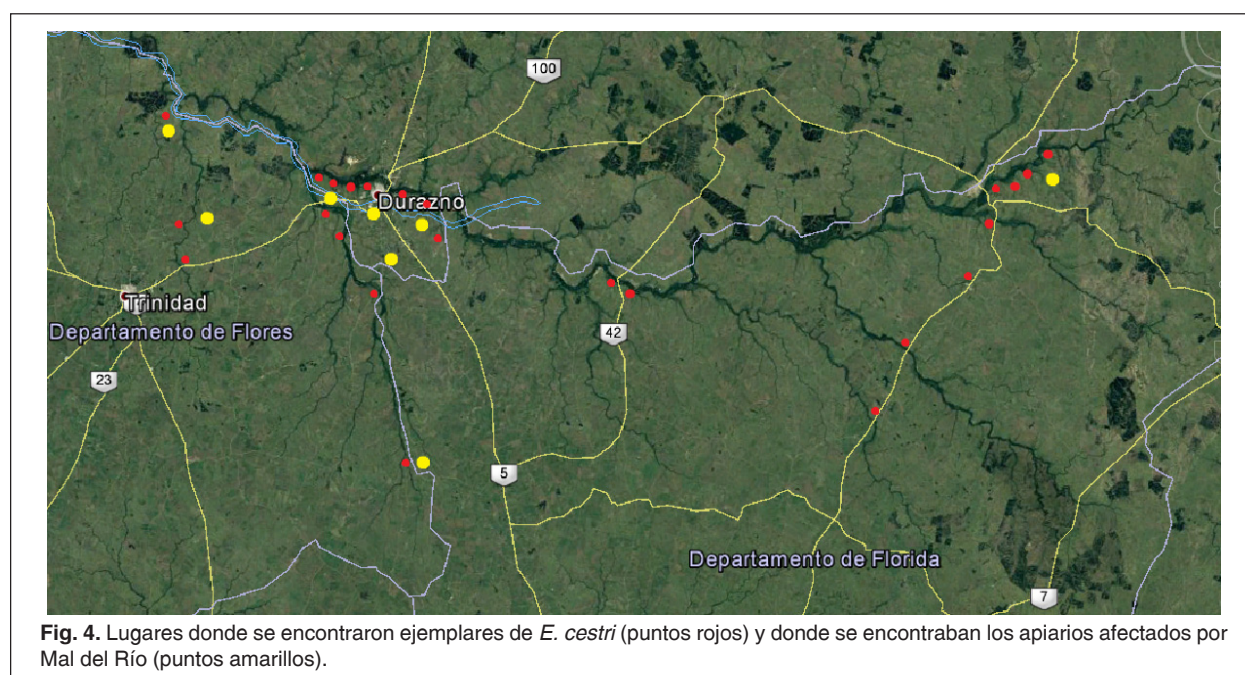 100
Durazno
Trinidad
Departamento de Flores
42
23
5
Departamento de Florida
7
Fig. 4. Lugares donde se encontraron ejemplares de E. cestri (puntos rojos) y donde se encontraban los apiarios afectados por
Mal del Río (puntos amarillos).